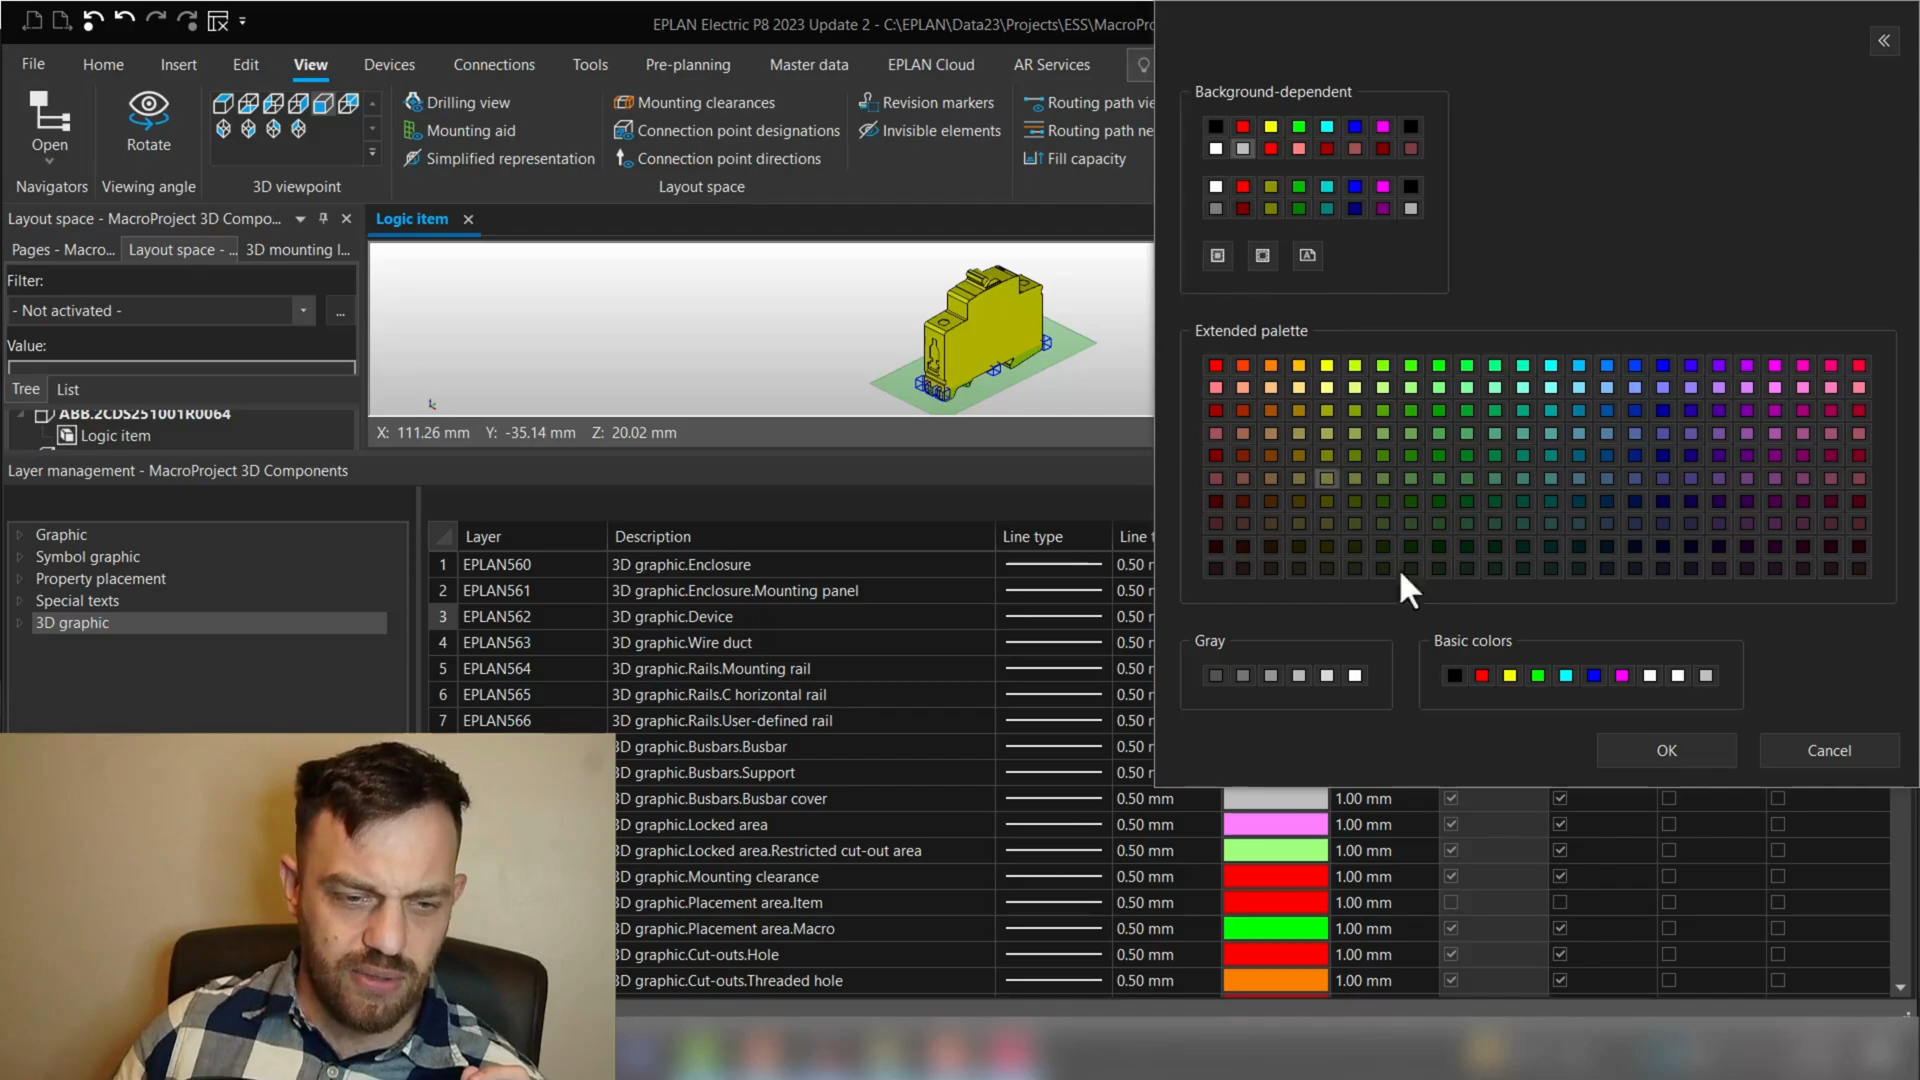 EPLAN Electric P8 2023 Update 2 - C:\EPLAN\Data23\Projects\ESS\MacroPro
File Home Insert Edit View Devices Connections Tools Pre-planning Master data EPLAN Cloud AR Services
Open
Navigators
Rotate
Viewing angle
3D viewpoint
Drilling view
Mounting aid
Simplified representation
Mounting clearances
Connection point designations
Connection point directions
Layout space
Revision markers
Invisible elements
Routing path vie
Routing path ne
Fill capacity
Layout space - MacroProject 3D Compo...
Pages - Macro... Layout space - ... 3D mounting l...
Filter:
- Not activated -
...
Value:
Tree List
ABB.2CDS251001R0064
Logic item
Logic item
X: 111.26 mm Y: -35.14 mm Z: 20.02 mm
Layer management - MacroProject 3D Components
Graphic
Symbol graphic
Property placement
Special texts
3D graphic
Layer Description Line type Line t
1 EPLAN560 3D graphic.Enclosure 0.50 m
2 EPLAN561 3D graphic.Enclosure.Mounting panel 0.50 m
3 EPLAN562 3D graphic.Device 0.50 m
4 EPLAN563 3D graphic.Wire duct 0.50 m
5 EPLAN564 3D graphic.Rails.Mounting rail 0.50 m
6 EPLAN565 3D graphic.Rails.C horizontal rail 0.50 m
7 EPLAN566 3D graphic.Rails.User-defined rail 0.50 m
3D graphic.Busbars.Busbar 0.50 m
3D graphic.Busbars.Support 0.50 m
3D graphic.Busbars.Busbar cover 0.50 mm 1.00 mm
3D graphic.Locked area 0.50 mm 1.00 mm
3D graphic.Locked area.Restricted cut-out area 0.50 mm 1.00 mm
3D graphic.Mounting clearance 0.50 mm 1.00 mm
3D graphic.Placement area.Item 0.50 mm 1.00 mm
3D graphic.Placement area.Macro 0.50 mm 1.00 mm
3D graphic.Cut-outs.Hole 0.50 mm 1.00 mm
3D graphic.Cut-outs.Threaded hole 0.50 mm 1.00 mm
Background-dependent
Extended palette
Gray
Basic colors
OK Cancel